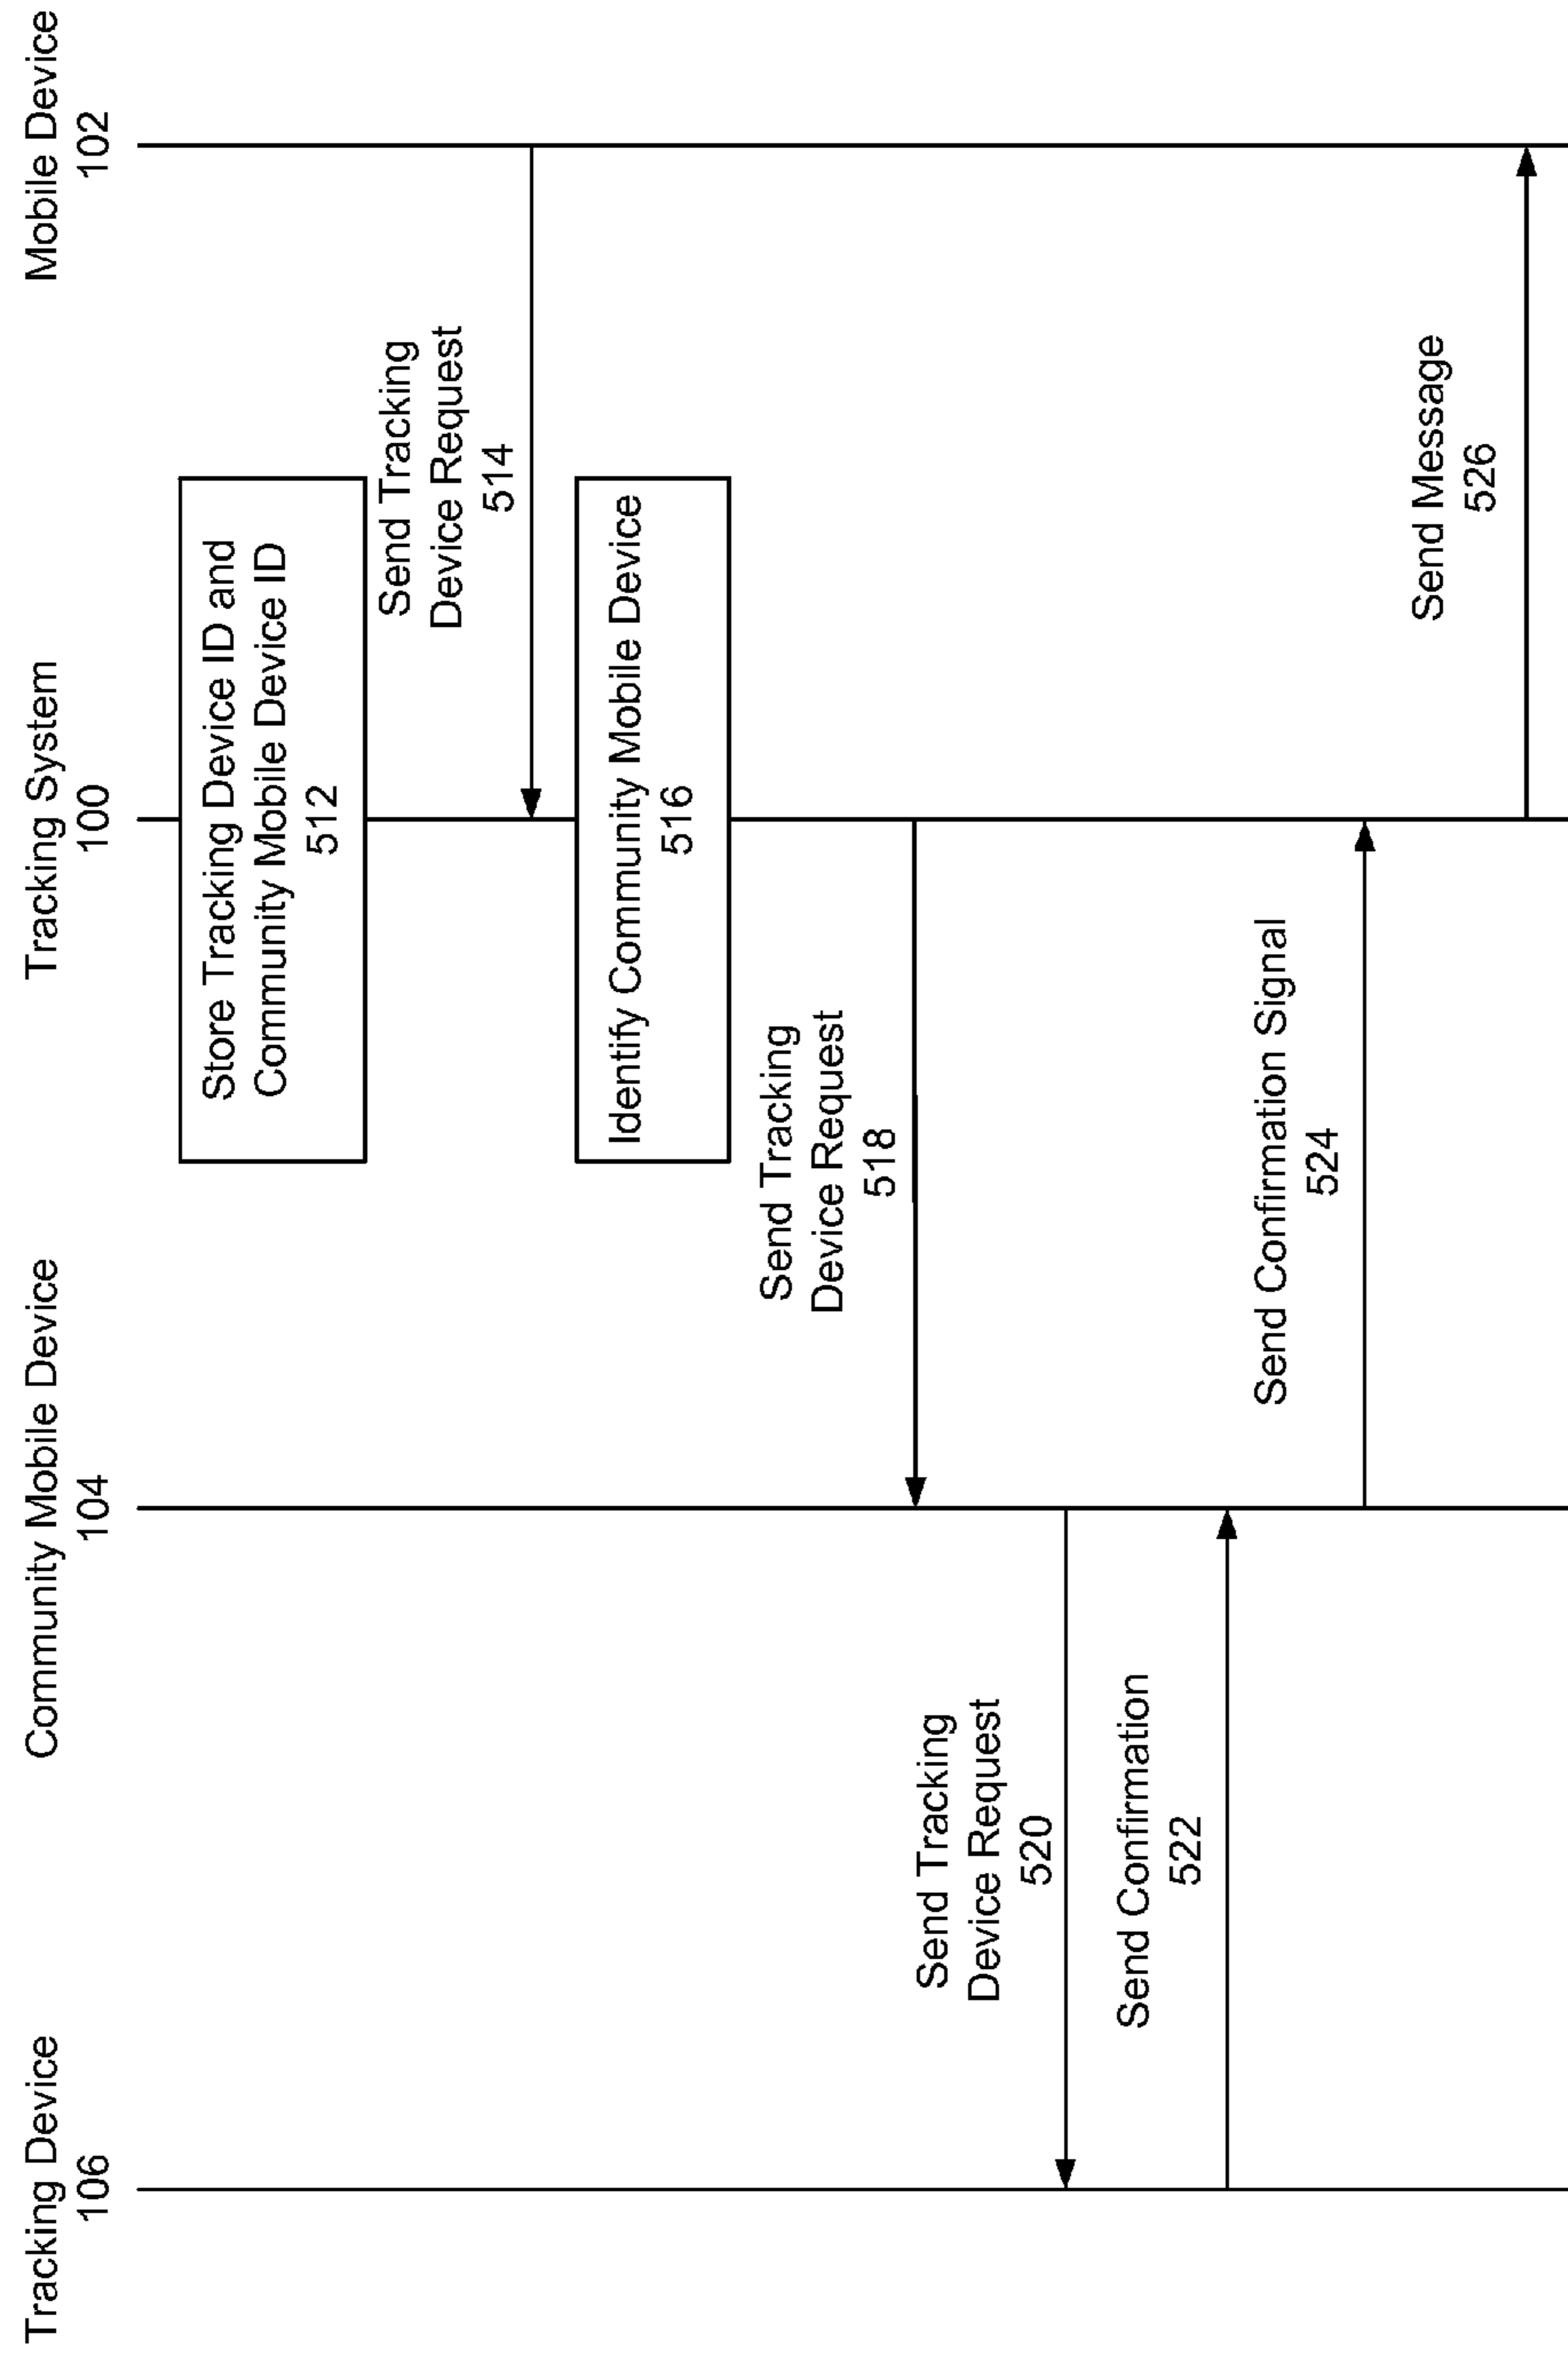 Tracking Device
106
Community Mobile Device
104
Tracking System
100
Mobile Device
102
Store Tracking Device ID and
Community Mobile Device ID
512
Send Tracking
Device Request
514
Identify Community Mobile Device
516
Send Tracking
Device Request
518
Send Tracking
Device Request
520
Send Confirmation
522
Send Confirmation Signal
524
Send Message
526